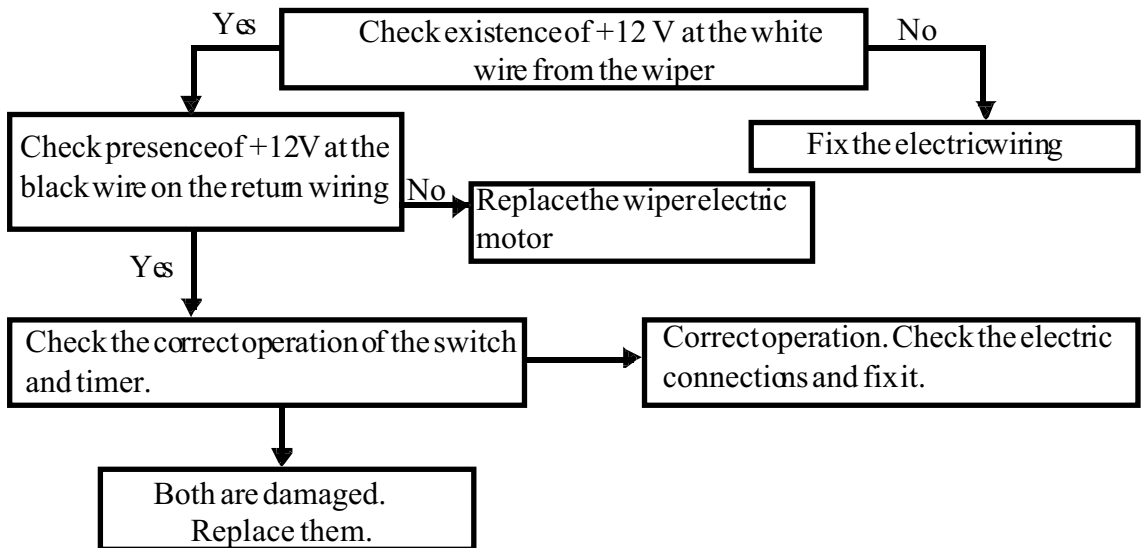 Yes
Check existence of +12 V at the white
wire from the wiper
No
Check presence of +12V at the
black wire on the return wiring
Fix the electric wiring
No
Replace the wiper electric
motor
Yes
Check the correct operation of the switch
and timer.
Correct operation. Check the electric
connections and fix it.
Both are damaged.
Replace them.